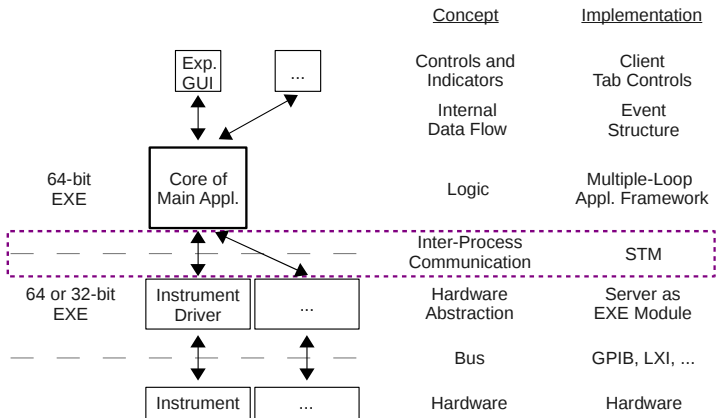 Concept Implementation
Exp.
GUI
...
Controls and
Indicators
Client
Tab Controls
Internal
Data Flow
Event
Structure
64-bit
EXE
Core of
Main Appl.
Logic
Multiple-Loop
Appl. Framework
Inter-Process
Communication
STM
64 or 32-bit
EXE
Instrument
Driver
...
Hardware
Abstraction
Server as
EXE Module
Bus
GPIB, LXI, ...
Instrument
...
Hardware
Hardware